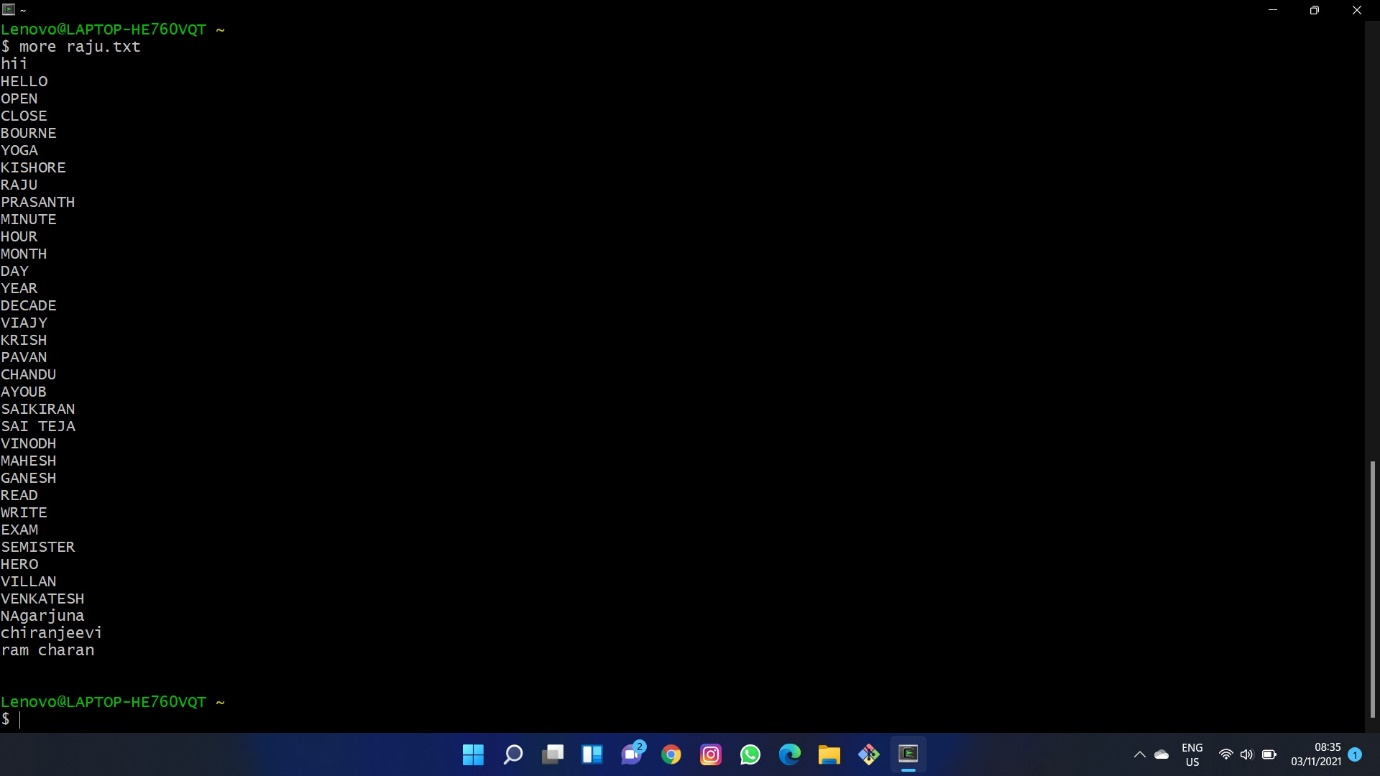 ~
Lenovo@LAPTOP-HE760VQT ~
$ more raju.txt
hii
HELLO
OPEN
CLOSE
BOURNE
YOGA
KISHORE
RAJU
PRASANTH
MINUTE
HOUR
MONTH
DAY
YEAR
DECADE
VIAJY
KRISH
PAVAN
CHANDU
AYOUB
SAIKIRAN
SAI TEJA
VINODH
MAHESH
GANESH
READ
WRITE
EXAM
SEMISTER
HERO
VILLAN
VENKATESH
NAgarjuna
chiranjeevi
ram charan
Lenovo@LAPTOP-HE760VQT ~
$
2
ENG
US
08:35
03/11/2021
1